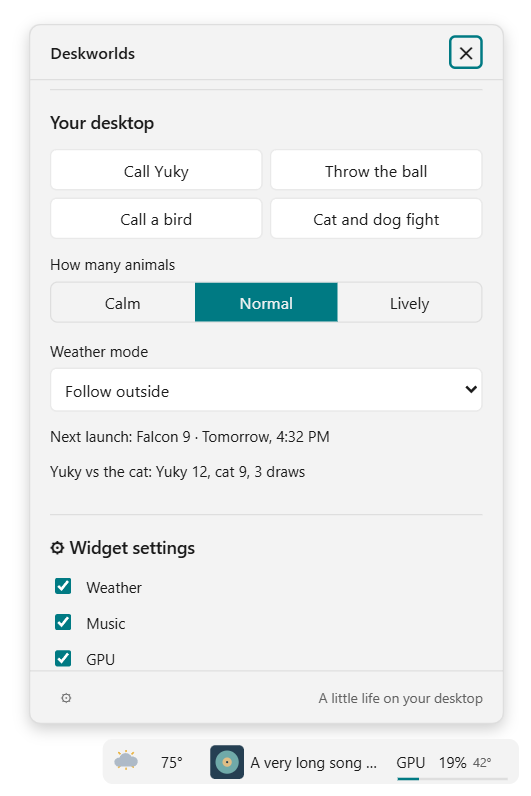 Deskworlds
Your desktop
Call Yuky
Throw the ball
Call a bird
Cat and dog fight
How many animals
Calm
Normal
Lively
Weather mode
Follow outside
Next launch: Falcon 9 · Tomorrow, 4:32 PM
Yuky vs the cat: Yuky 12, cat 9, 3 draws
⚙ Widget settings
Weather
Music
GPU
⚙ A little life on your desktop
75° A very long song ... GPU 19% 42°